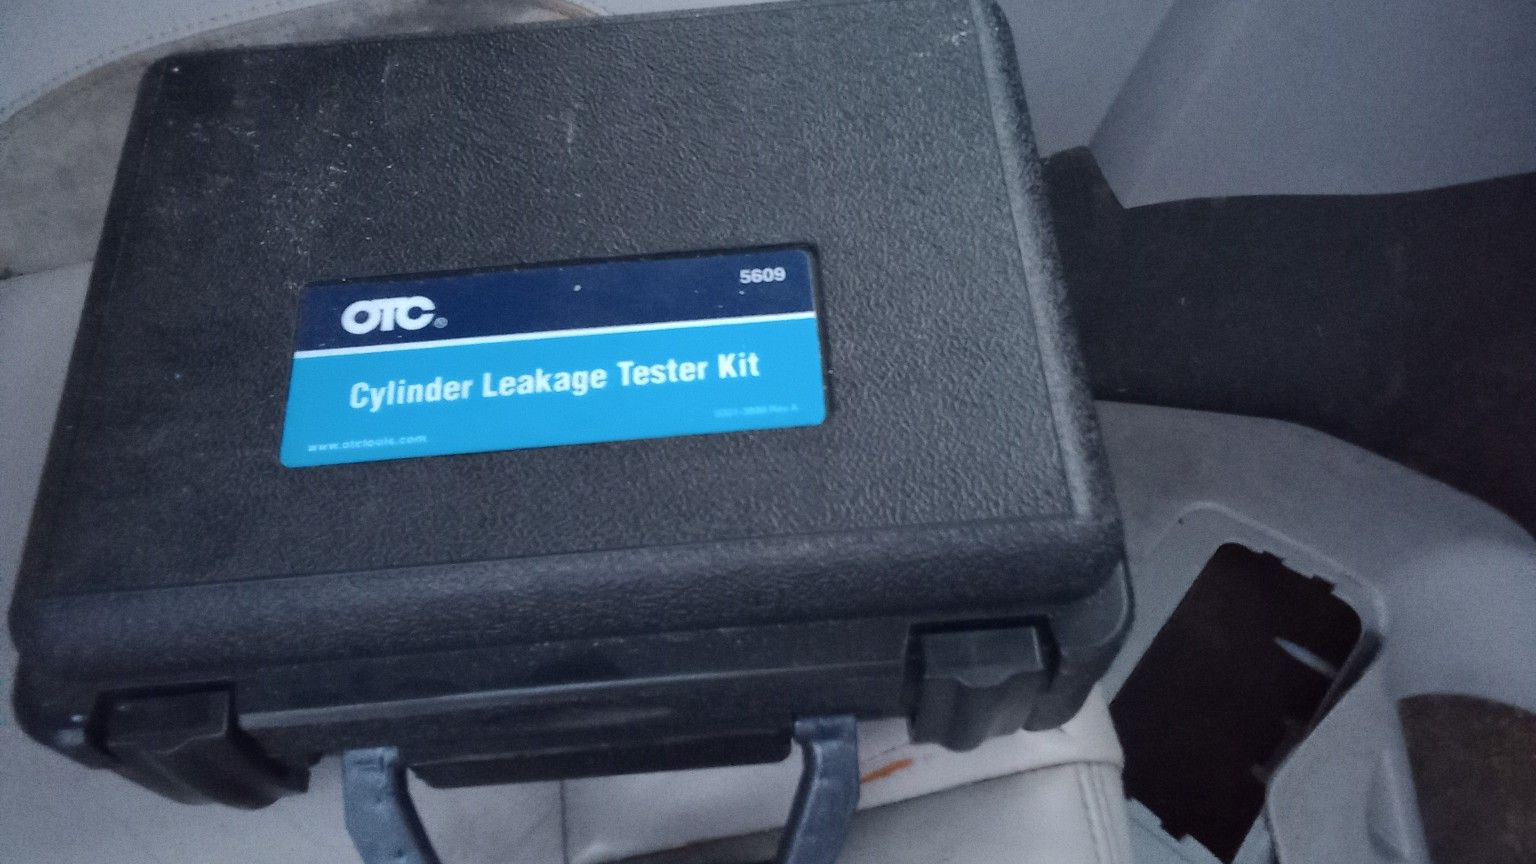 OTC®
5609
Cylinder Leakage Tester Kit
www.otctools.com